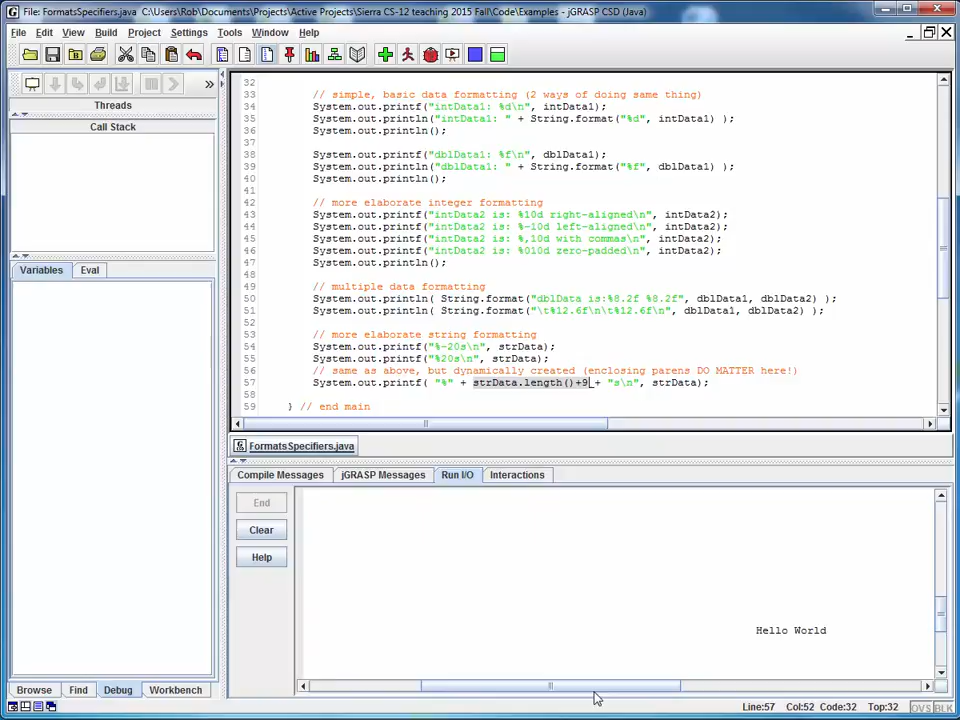 File: FormatsSpecifiers.java  C:\Users\Rob\Documents\Projects\Active Projects\Sierra CS-12 teaching 2015 Fall\Code\Examples - jGRASP CSD (Java)
File Edit View Build Project Settings Tools Window Help
»
Threads
Call Stack
Variables Eval
32
33 // simple, basic data formatting (2 ways of doing same thing)
34 System.out.printf("intData1: %d\n", intData1);
35 System.out.println("intData1: " + String.format("%d", intData1) );
36 System.out.println();
37
38 System.out.printf("dblData1: %f\n", dblData1);
39 System.out.println("dblData1: " + String.format("%f", dblData1) );
40 System.out.println();
41
42 // more elaborate integer formatting
43 System.out.printf("intData2 is: %10d right-aligned\n", intData2);
44 System.out.printf("intData2 is: %-10d left-aligned\n", intData2);
45 System.out.printf("intData2 is: %,10d with commas\n", intData2);
46 System.out.printf("intData2 is: %010d zero-padded\n", intData2);
47 System.out.println();
48
49 // multiple data formatting
50 System.out.println( String.format("dblData is:%8.2f %8.2f", dblData1, dblData2) );
51 System.out.println( String.format("\t%12.6f\n\t%12.6f\n", dblData1, dblData2) );
52
53 // more elaborate string formatting
54 System.out.printf("%-20s\n", strData);
55 System.out.printf("%20s\n", strData);
56 // same as above, but dynamically created (enclosing parens DO MATTER here!)
57 System.out.printf( "%" + strData.length()+9 + "s\n", strData);
58
59 } // end main
FormatsSpecifiers.java
Compile Messages jGRASP Messages Run I/O Interactions
End
Clear
Help
Hello World
Browse Find Debug Workbench
Line:57 Col:52 Code:32 Top:32 OVS BLK